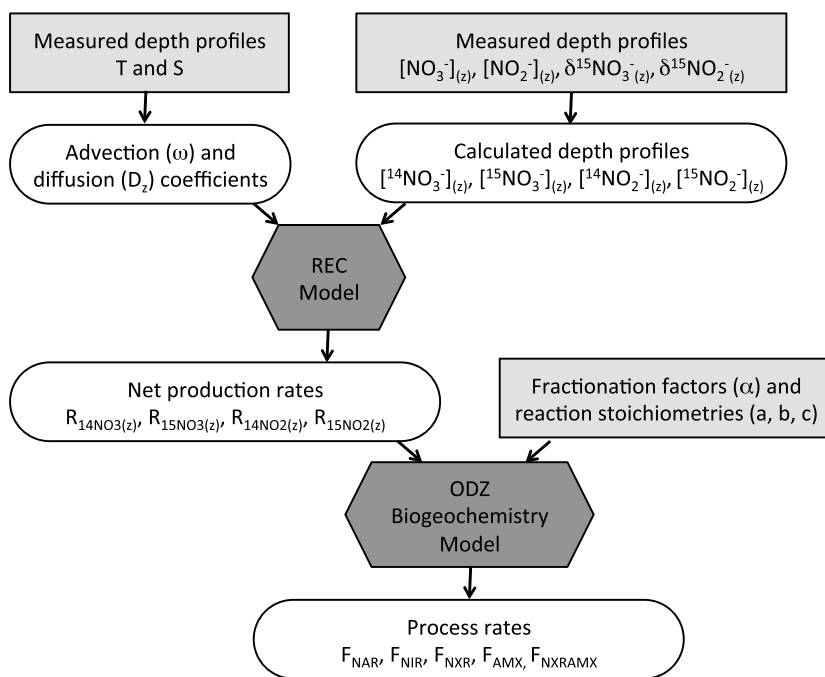 Measured depth profiles
T and S
Measured depth profiles
[NO₃⁻]₍z₎, [NO₂⁻]₍z₎, δ¹⁵NO₃⁻₍z₎, δ¹⁵NO₂⁻₍z₎
Advection (ω) and
diffusion (Dz) coefficients
Calculated depth profiles
[¹⁴NO₃⁻]₍z₎, [¹⁵NO₃⁻]₍z₎, [¹⁴NO₂⁻]₍z₎, [¹⁵NO₂⁻]₍z₎
REC
Model
Net production rates
R14NO3(z), R15NO3(z), R14NO2(z), R15NO2(z)
Fractionation factors (α) and
reaction stoichiometries (a, b, c)
ODZ
Biogeochemistry
Model
Process rates
FNAR, FNIR, FNXR, FAMX, FNXRAMX